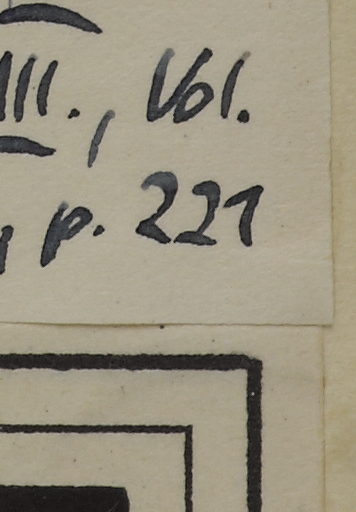 III., Vol.
, p. 221